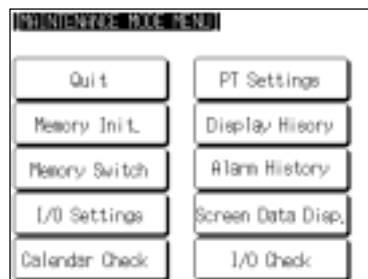 [MAINTENANCE MODE MENU]
Quit
PT Settings
Memory Init.
Display Hisory
Memory Switch
Alarm History
I/O Settings
Screen Data Disp.
Calendar Check
I/O Check